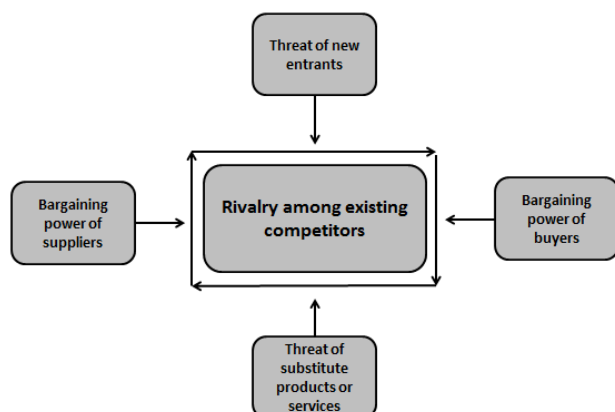 Threat of new
entrants
Bargaining
power of
suppliers
Rivalry among existing
competitors
Bargaining
power of
buyers
Threat of
substitute
products or
services